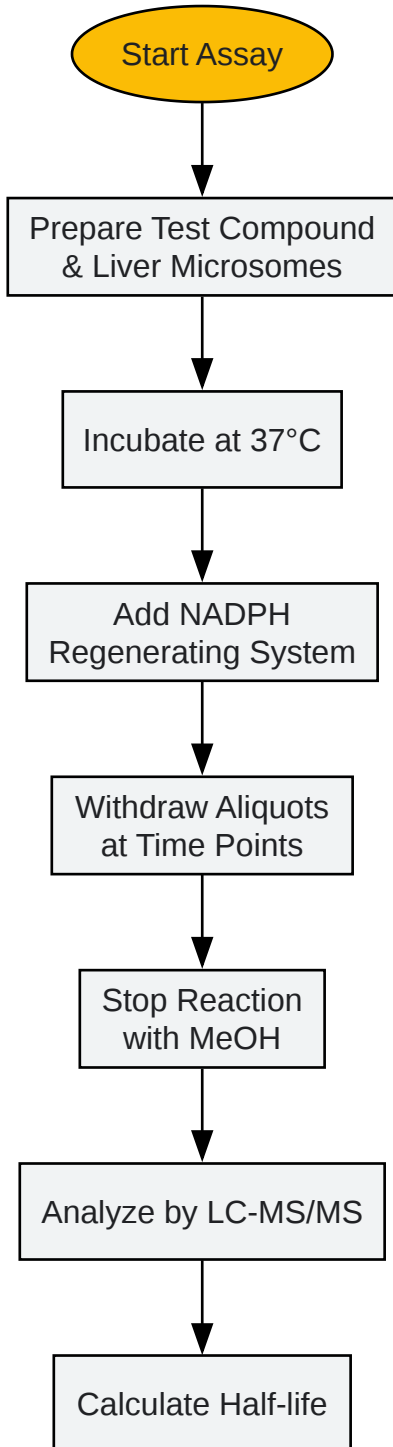 Start Assay
Prepare Test Compound
& Liver Microsomes
Incubate at 37°C
Add NADPH
Regenerating System
Withdraw Aliquots
at Time Points
Stop Reaction
with MeOH
Analyze by LC-MS/MS
Calculate Half-life